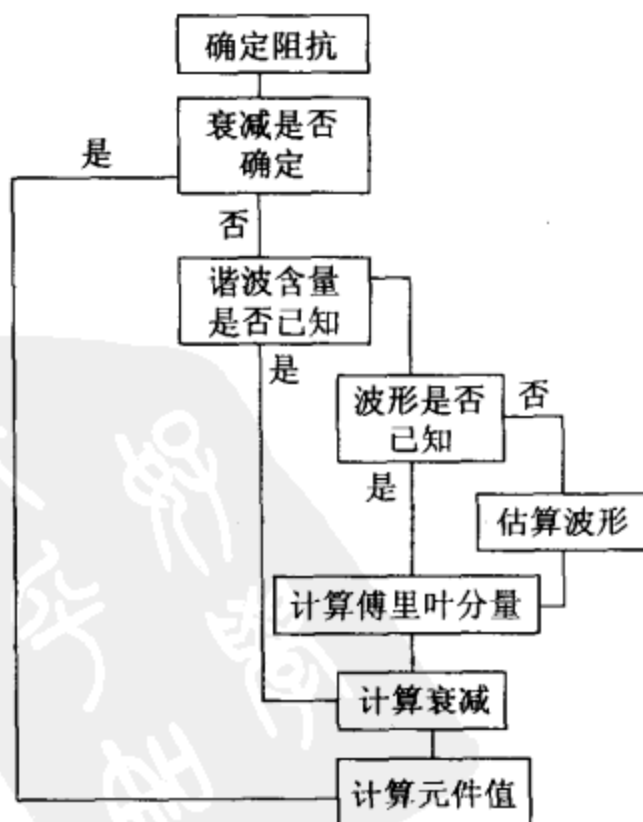 确定阻抗
衰减是否
确定
是
否
谐波含量
是否已知
是
波形是否
已知
否
是
估算波形
计算傅里叶分量
计算衰减
计算元件值